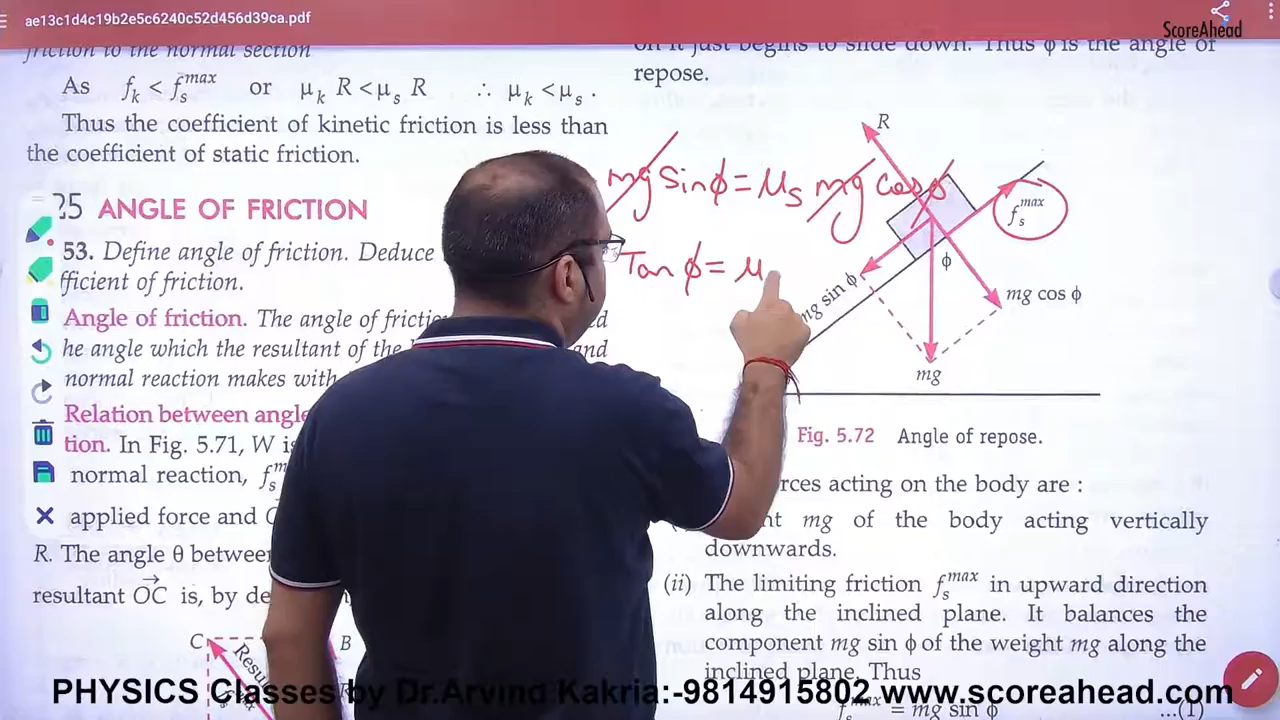 ae13c1d4c19b2e5c6240c52d456d39ca.pdf
ScoreAhead
friction to the normal section
As f_k < f_s^max or μ_k R < μ_s R ∴ μ_k < μ_s .
Thus the coefficient of kinetic friction is less than
the coefficient of static friction.
25 ANGLE OF FRICTION
53. Define angle of friction. Deduce
fficient of friction.
Angle of friction. The angle of frictio
he angle which the resultant of the and
normal reaction makes with
Relation between angle
tion. In Fig. 5.71, W is
normal reaction, f_s^m
applied force and
R. The angle θ between
resultant OC is, by de
C
B
Resul
on it just begins to slide down. Thus φ is the angle of
repose.
mg sinφ = μs mg cosφ
Tan φ = μ
R
f_s^max
φ
mg sin φ
mg cos φ
mg
Fig. 5.72 Angle of repose.
rces acting on the body are :
mg of the body acting vertically
downwards.
(ii) The limiting friction f_s^max in upward direction
along the inclined plane. It balances the
component mg sin φ of the weight mg along the
inclined plane. Thus
f_s^max = mg sin φ ...(1)
PHYSICS Classes by Dr.Arvind Kakria:-9814915802 www.scoreahead.com